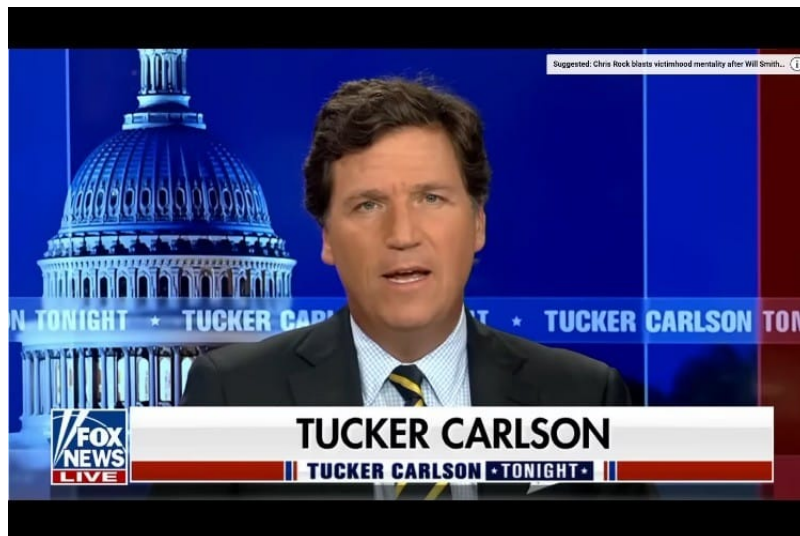 Suggested: Chris Rock blasts victimhood mentality after Will Smith...
N TONIGHT ★ TUCKER CAR
T ★ TUCKER CARLSON TON
FOX
NEWS
LIVE
TUCKER CARLSON
TUCKER CARLSON ★TONIGHT★